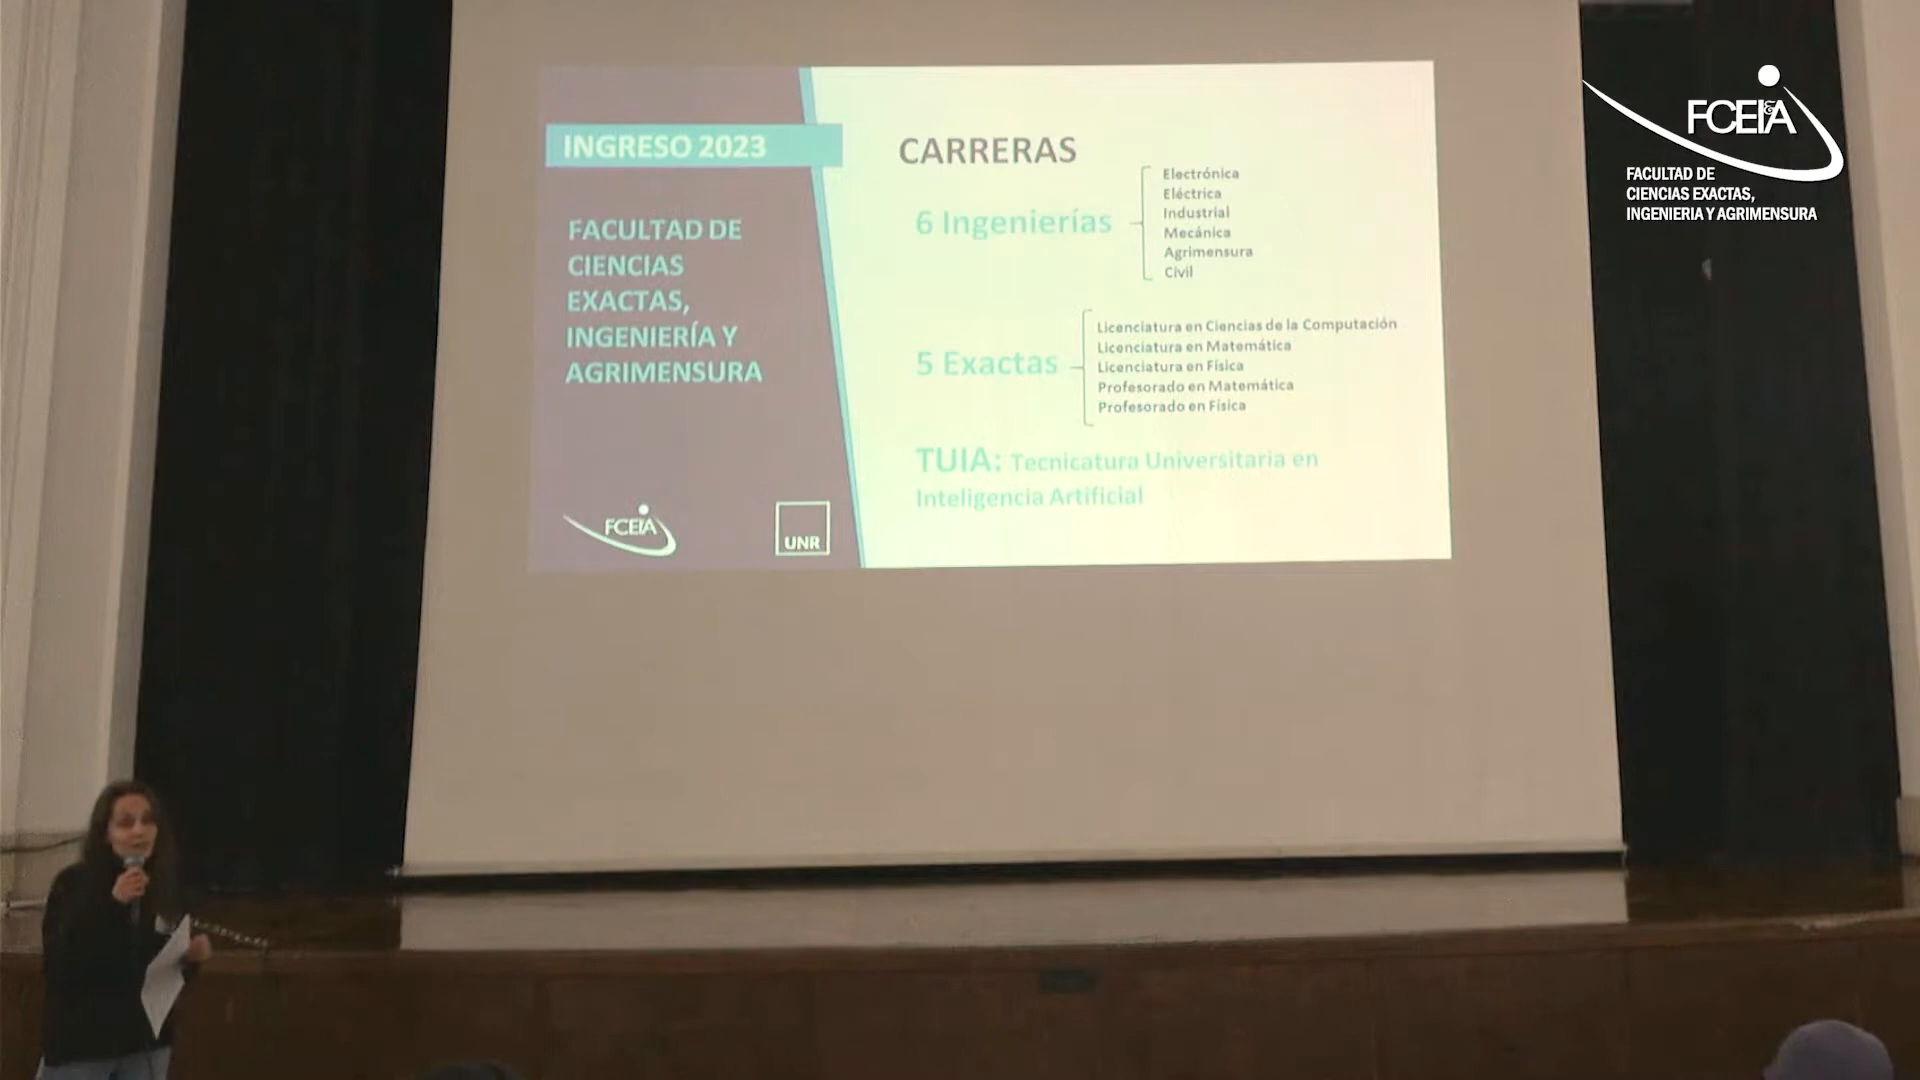 INGRESO 2023
FACULTAD DE
CIENCIAS
EXACTAS,
INGENIERÍA Y
AGRIMENSURA
FCEIA
UNR
CARRERAS
6 Ingenierías
Electrónica
Eléctrica
Industrial
Mecánica
Agrimensura
Civil
5 Exactas
Licenciatura en Ciencias de la Computación
Licenciatura en Matemática
Licenciatura en Física
Profesorado en Matemática
Profesorado en Física
TUIA: Tecnicatura Universitaria en
Inteligencia Artificial
FCEI&A
FACULTAD DE
CIENCIAS EXACTAS,
INGENIERIA Y AGRIMENSURA